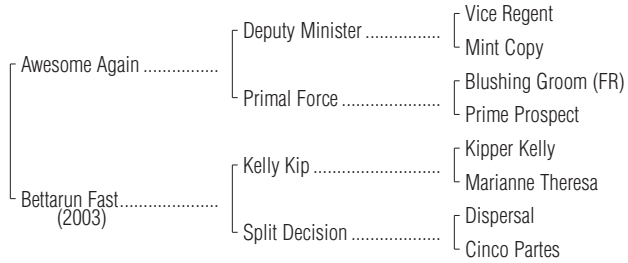 Vice Regent
Deputy Minister ..................
Mint Copy
Awesome Again ................
Blushing Groom (FR)
Primal Force .......................
Prime Prospect
Kipper Kelly
Kelly Kip ............................
Marianne Theresa
Bettarun Fast.....................
(2003)
Dispersal
Split Decision .....................
Cinco Partes